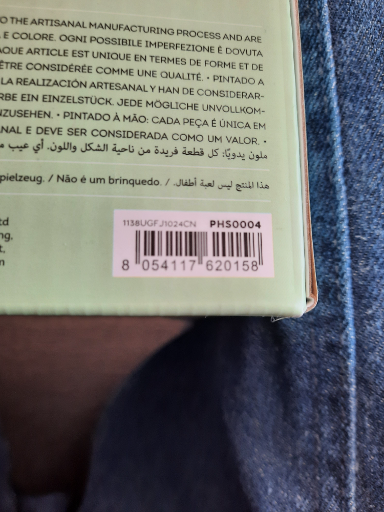 O THE ARTISANAL MANUFACTURING PROCESS AND ARE
E COLORE. OGNI POSSIBILE IMPERFEZIONE È DOVUTA
AQUE ARTICLE EST UNIQUE EN TERMES DE FORME ET DE
ÊTRE CONSIDÉRÉE COMME UNE QUALITÉ. • PINTADO A
LA REALIZACIÓN ARTESANAL Y HAN DE CONSIDERAR-
RBE EIN EINZELSTÜCK. JEDE MÖGLICHE UNVOLLKOM-
NZUSEHEN. • PINTADO À MÃO: CADA PEÇA É ÚNICA EM
NAL E DEVE SER CONSIDERADA COMO UM VALOR. •
ملون يدويًا: كل قطعة فريدة من ناحية الشكل واللون. أي عيب
pielzeug. / Não é um brinquedo. / .هذا المنتج ليس لعبة أطفال
td
ng,
t,
m
1138UGFJ1024CN PHS0004
8 054117 620158